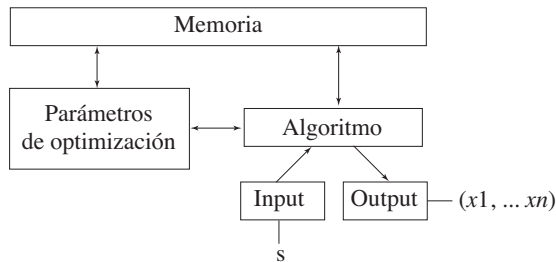 Memoria
Parámetros
de optimización
Algoritmo
Input
Output
(x1, ... xn)
s